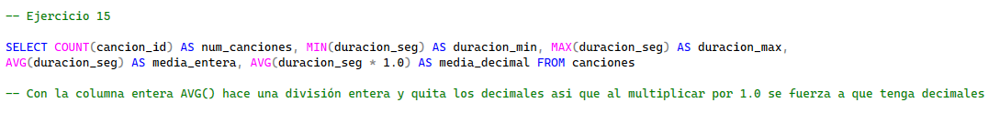 -- Ejercicio 15
SELECT COUNT(cancion_id) AS num_canciones, MIN(duracion_seg) AS duracion_min, MAX(duracion_seg) AS duracion_max,
AVG(duracion_seg) AS media_entera, AVG(duracion_seg * 1.0) AS media_decimal FROM canciones
-- Con la columna entera AVG() hace una división entera y quita los decimales asi que al multiplicar por 1.0 se fuerza a que tenga decimales